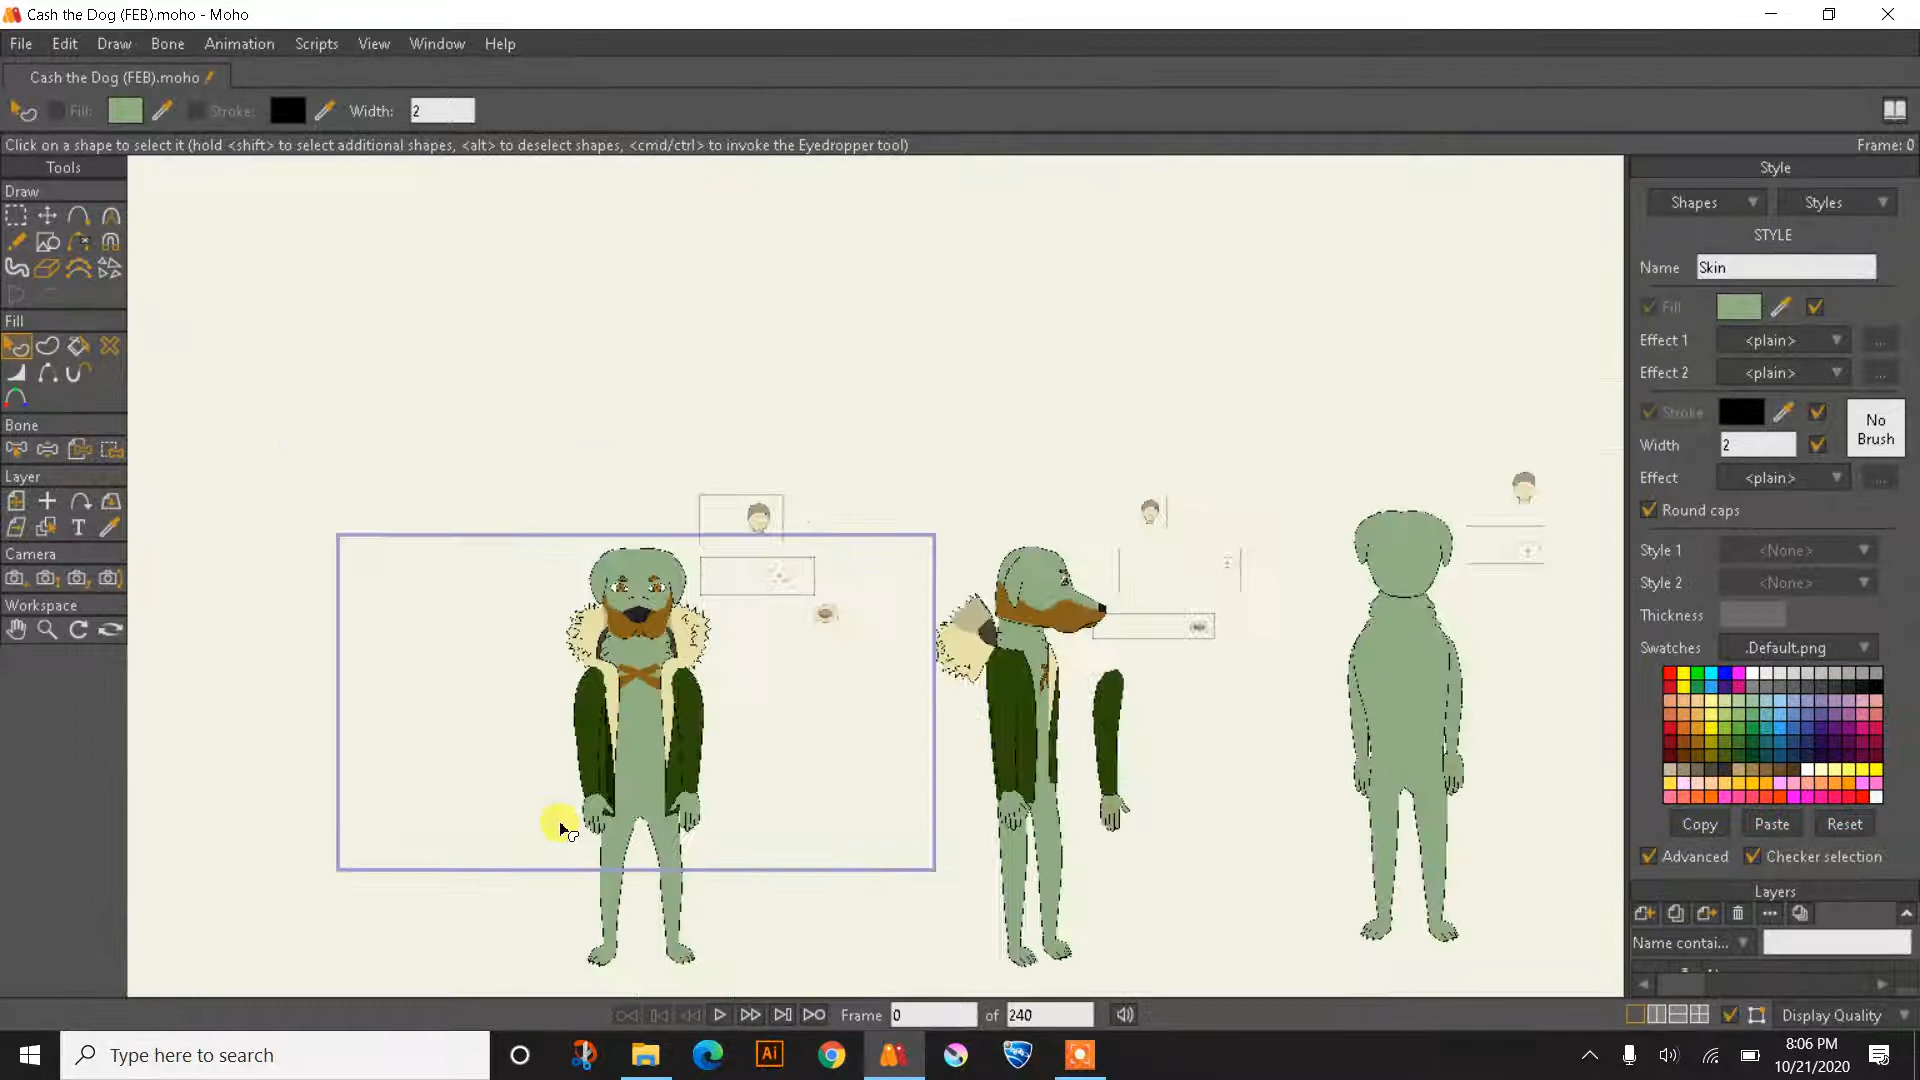 Cash the Dog (FEB).moho - Moho
File Edit Draw Bone Animation Scripts View Window Help
Cash the Dog (FEB).moho
Fill: Stroke: Width: 2
Click on a shape to select it (hold <shift> to select additional shapes, <alt> to deselect shapes, <cmd/ctrl> to invoke the Eyedropper tool) Frame: 0
Tools
Draw
Fill
Bone
Layer
T
Camera
Workspace
Style
Shapes Styles
STYLE
Name Skin
Fill
Effect 1 <plain> ...
Effect 2 <plain> ...
Stroke
No Brush
Width 2
Effect <plain> ...
Round caps
Style 1 <None>
Style 2 <None>
Thickness
Swatches .Default.png
Copy Paste Reset
Advanced Checker selection
Layers
Name contai...
Frame 0 of 240 Display Quality
Type here to search
Ai
8:06 PM
10/21/2020